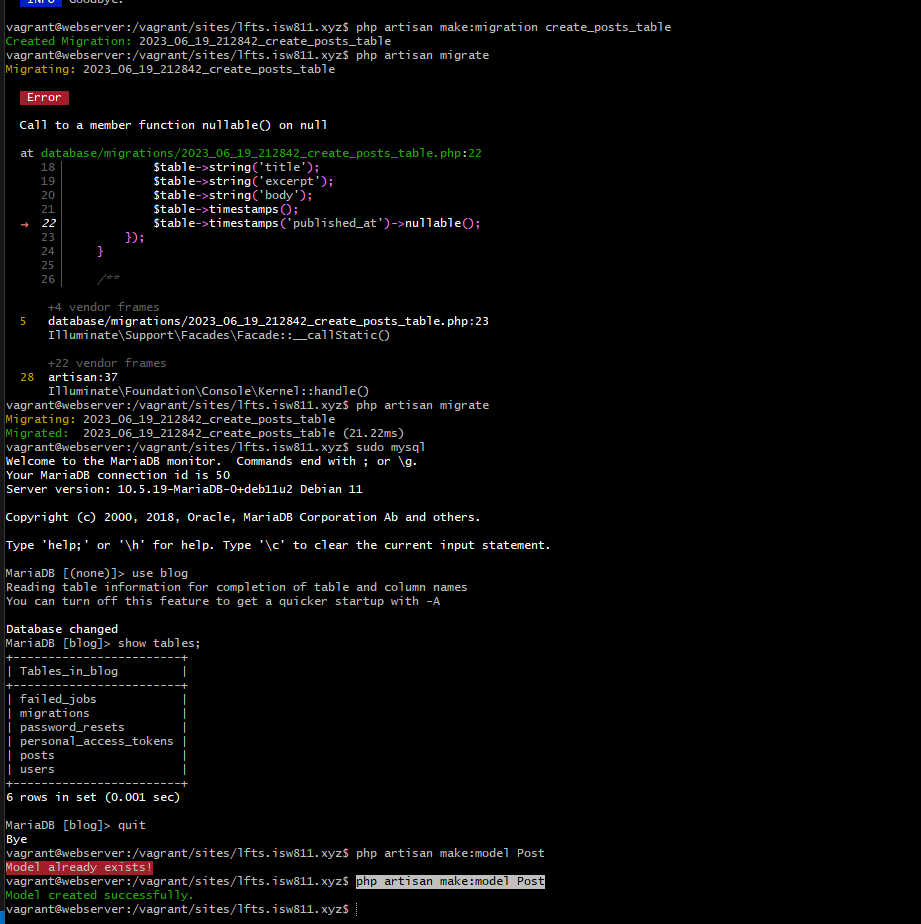 INFO Goodbye.
vagrant@webserver:/vagrant/sites/lfts.isw811.xyz$ php artisan make:migration create_posts_table
Created Migration: 2023_06_19_212842_create_posts_table
vagrant@webserver:/vagrant/sites/lfts.isw811.xyz$ php artisan migrate
Migrating: 2023_06_19_212842_create_posts_table
Error
Call to a member function nullable() on null
at database/migrations/2023_06_19_212842_create_posts_table.php:22
18 $table->string('title');
19 $table->string('excerpt');
20 $table->string('body');
21 $table->timestamps();
➜ 22 $table->timestamps('published_at')->nullable();
23 });
24 }
25
26 /**
+4 vendor frames
5 database/migrations/2023_06_19_212842_create_posts_table.php:23
Illuminate\Support\Facades\Facade::__callStatic()
+22 vendor frames
28 artisan:37
Illuminate\Foundation\Console\Kernel::handle()
vagrant@webserver:/vagrant/sites/lfts.isw811.xyz$ php artisan migrate
Migrating: 2023_06_19_212842_create_posts_table
Migrated:  2023_06_19_212842_create_posts_table (21.22ms)
vagrant@webserver:/vagrant/sites/lfts.isw811.xyz$ sudo mysql
Welcome to the MariaDB monitor.  Commands end with ; or \g.
Your MariaDB connection id is 50
Server version: 10.5.19-MariaDB-0+deb11u2 Debian 11
Copyright (c) 2000, 2018, Oracle, MariaDB Corporation Ab and others.
Type 'help;' or '\h' for help. Type '\c' to clear the current input statement.
MariaDB [(none)]> use blog
Reading table information for completion of table and column names
You can turn off this feature to get a quicker startup with -A
Database changed
MariaDB [blog]> show tables;
+------------------------+
| Tables_in_blog         |
+------------------------+
| failed_jobs            |
| migrations             |
| password_resets        |
| personal_access_tokens |
| posts                  |
| users                  |
+------------------------+
6 rows in set (0.001 sec)
MariaDB [blog]> quit
Bye
vagrant@webserver:/vagrant/sites/lfts.isw811.xyz$ php artisan make:model Post
Model already exists!
vagrant@webserver:/vagrant/sites/lfts.isw811.xyz$ php artisan make:model Post
Model created successfully.
vagrant@webserver:/vagrant/sites/lfts.isw811.xyz$